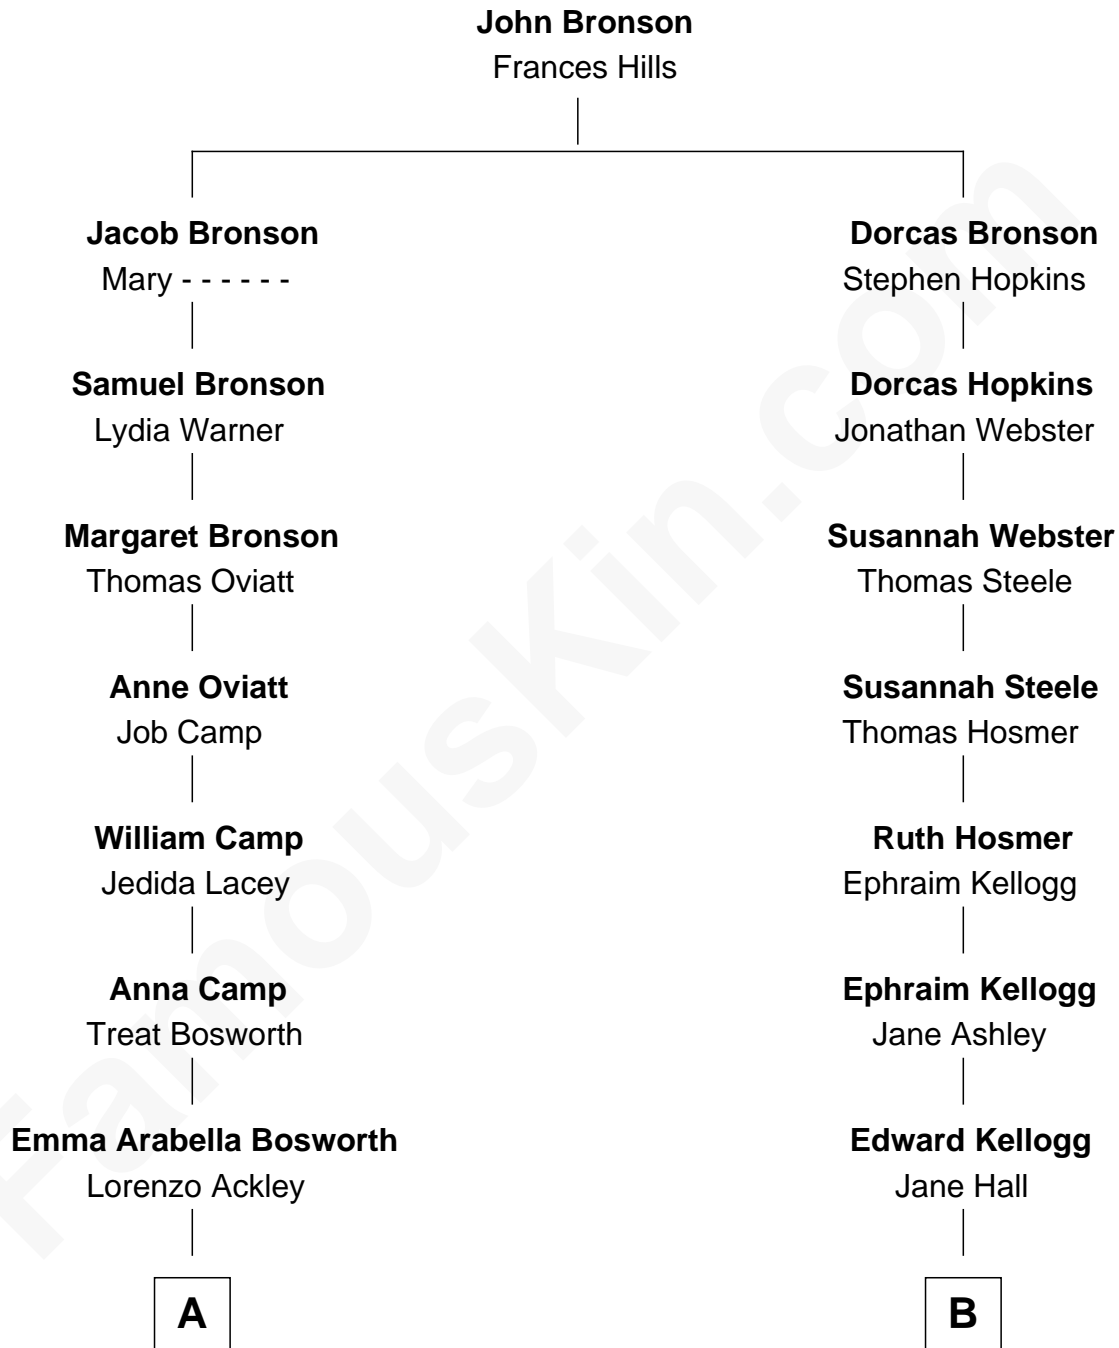 John Bronson
Frances Hills
Jacob Bronson
Mary - - - - - -
Dorcas Bronson
Stephen Hopkins
Samuel Bronson
Lydia Warner
Dorcas Hopkins
Jonathan Webster
Margaret Bronson
Thomas Oviatt
Susannah Webster
Thomas Steele
Anne Oviatt
Job Camp
Susannah Steele
Thomas Hosmer
William Camp
Jedida Lacey
Ruth Hosmer
Ephraim Kellogg
Anna Camp
Treat Bosworth
Ephraim Kellogg
Jane Ashley
Emma Arabella Bosworth
Lorenzo Ackley
Edward Kellogg
Jane Hall
A
B
FamousKin.com